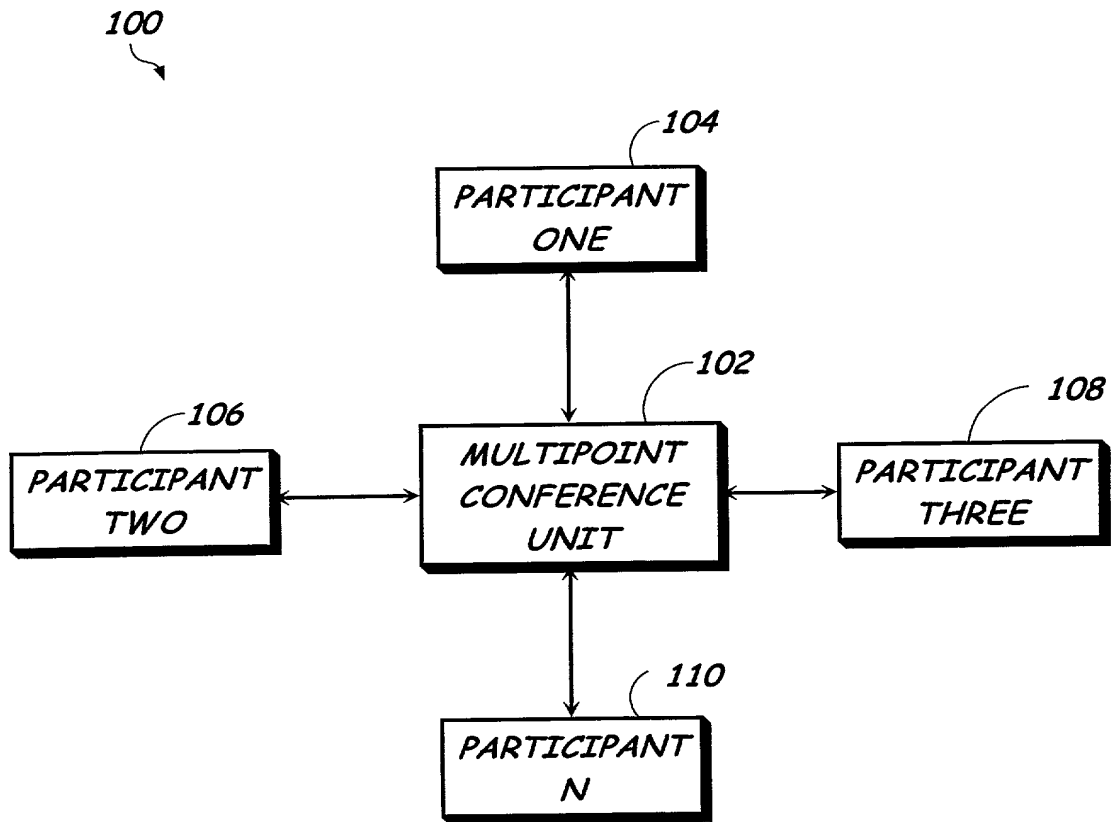 100
104
PARTICIPANT
ONE
102
MULTIPOINT
CONFERENCE
UNIT
106
PARTICIPANT
TWO
108
PARTICIPANT
THREE
110
PARTICIPANT
N